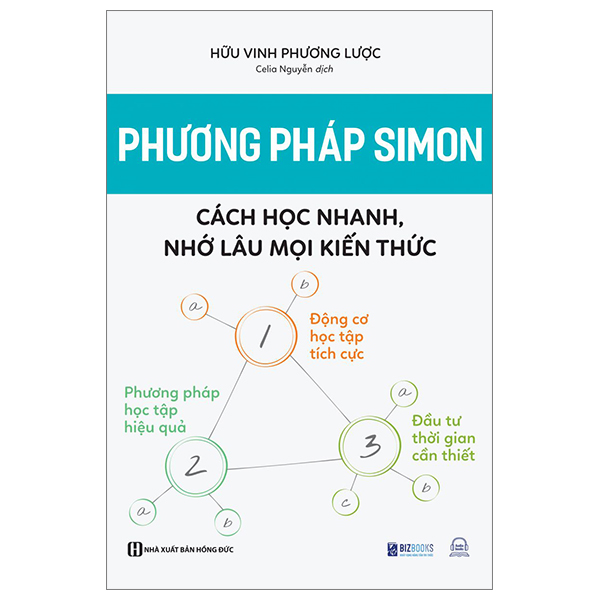 HỮU VINH PHƯƠNG LƯỢC
Celia Nguyễn dịch
PHƯƠNG PHÁP SIMON
CÁCH HỌC NHANH,
NHỚ LÂU MỌI KIẾN THỨC
a
b
1
Động cơ
học tập
tích cực
Phương pháp
học tập
hiệu quả
2
a
b
a
3
Đầu tư
thời gian
cần thiết
c
b
NHÀ XUẤT BẢN HỒNG ĐỨC
BIZBOOKS